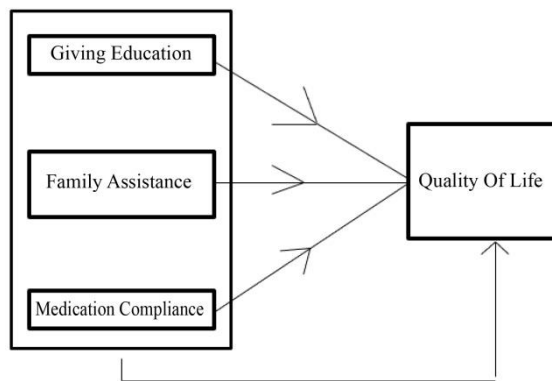 Giving Education
Family Assistance
Quality Of Life
Medication Compliance